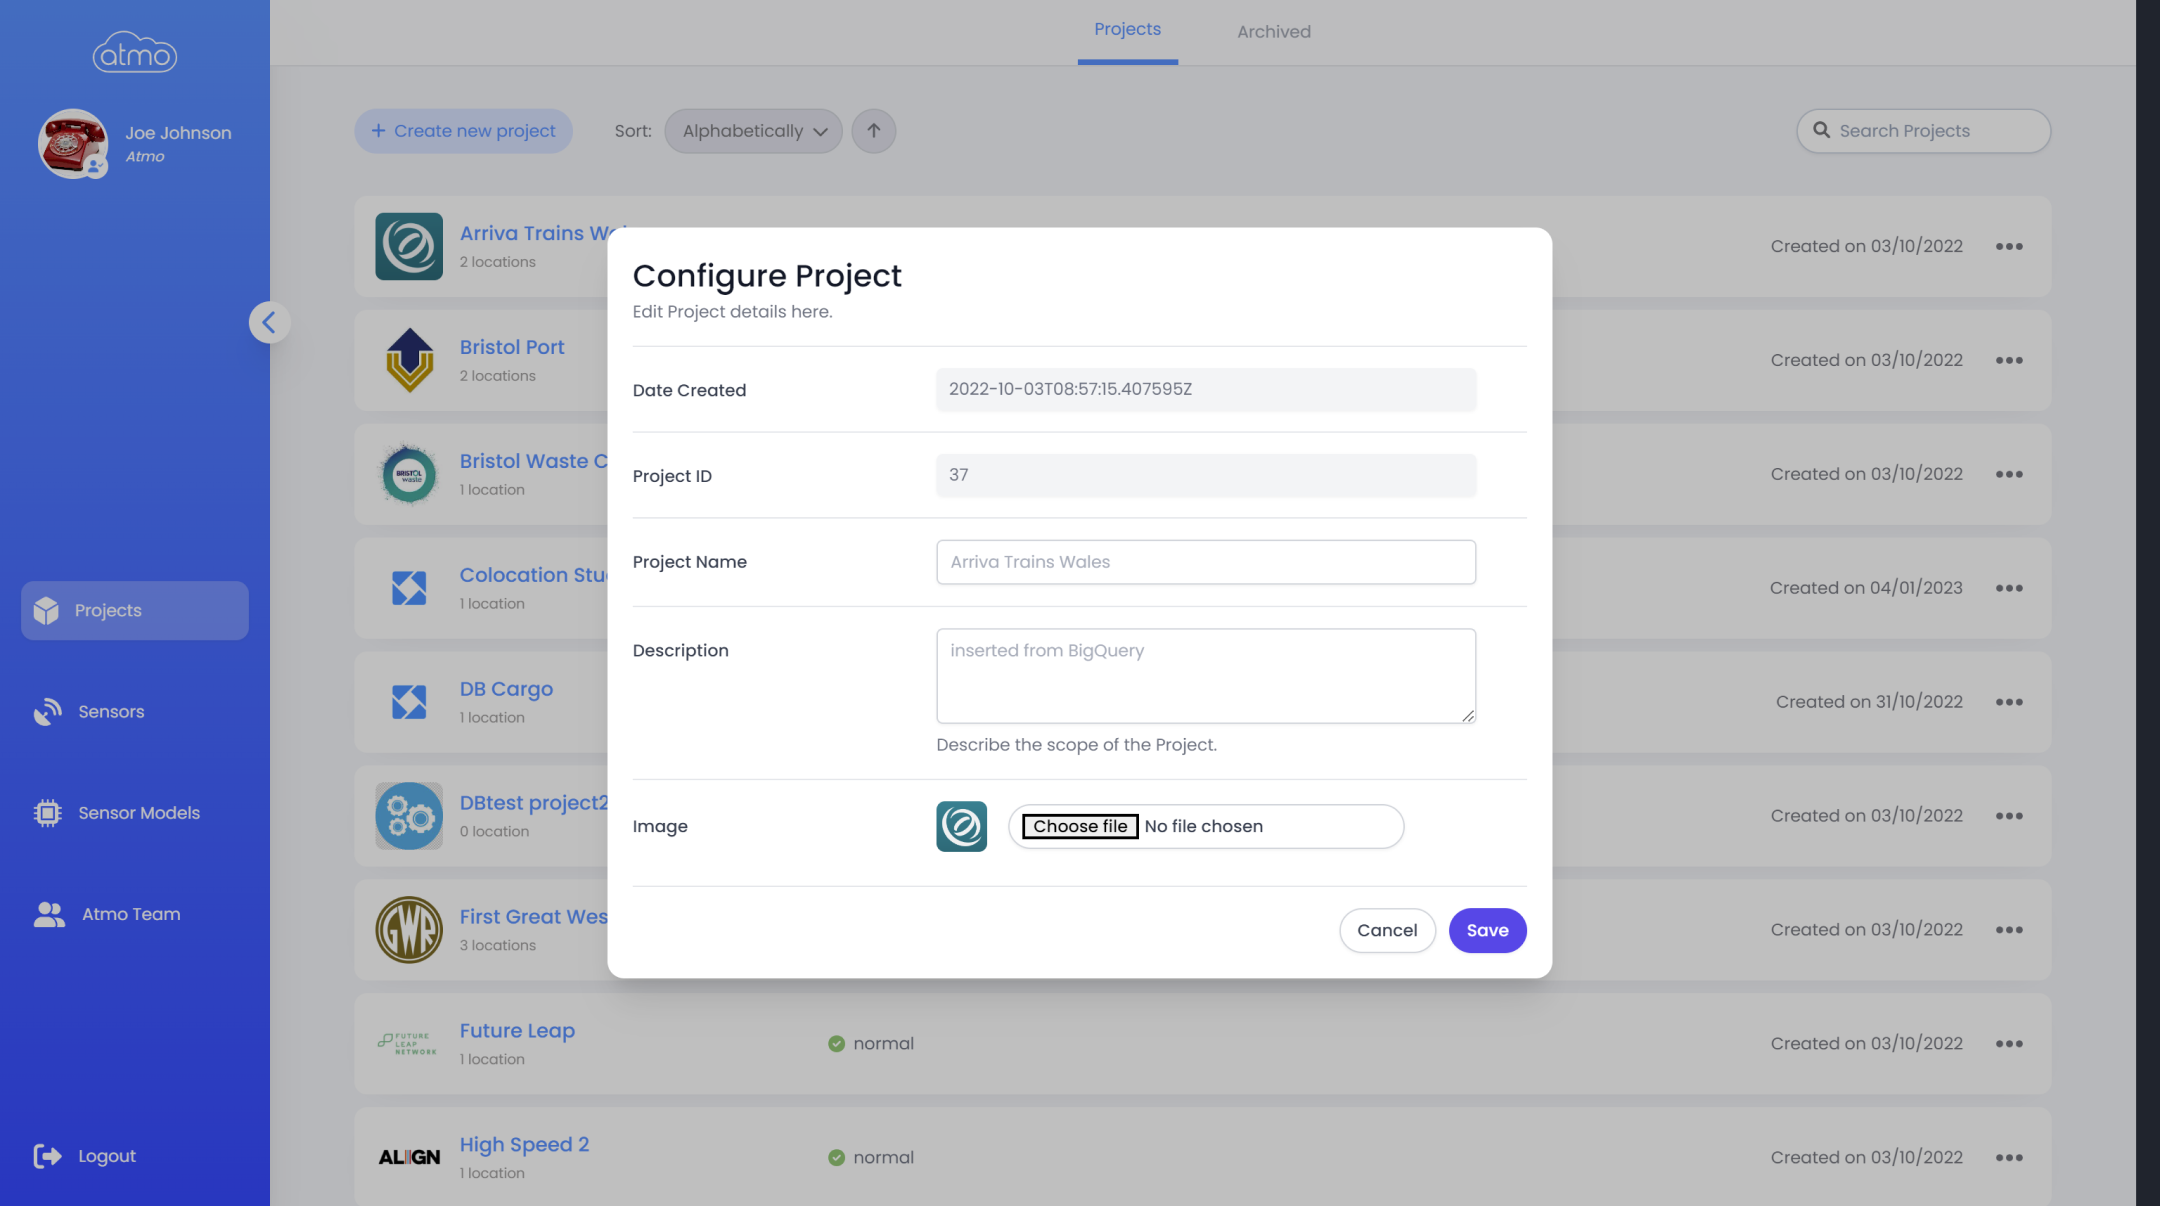 atmo
Joe Johnson
Atmo
Projects
Sensors
Sensor Models
Atmo Team
Logout
Projects
Archived
+ Create new project
Sort:
Alphabetically
Search Projects
Arriva Trains
2 locations
Created on 03/10/2022
Bristol Port
2 locations
Created on 03/10/2022
BRISTOL
waste
Bristol Waste C
1 location
Created on 03/10/2022
Colocation Stu
1 location
Created on 04/01/2023
DB Cargo
1 location
Created on 31/10/2022
DBtest project2
0 location
Created on 03/10/2022
GWR
First Great Wes
3 locations
Created on 03/10/2022
FUTURE
LEAP
NETWORK
Future Leap
1 location
normal
Created on 03/10/2022
ALIGN
High Speed 2
1 location
normal
Created on 03/10/2022
Configure Project
Edit Project details here.
Date Created
2022-10-03T08:57:15.407595Z
Project ID
37
Project Name
Arriva Trains Wales
Description
inserted from BigQuery
Describe the scope of the Project.
Image
Choose file No file chosen
Cancel
Save